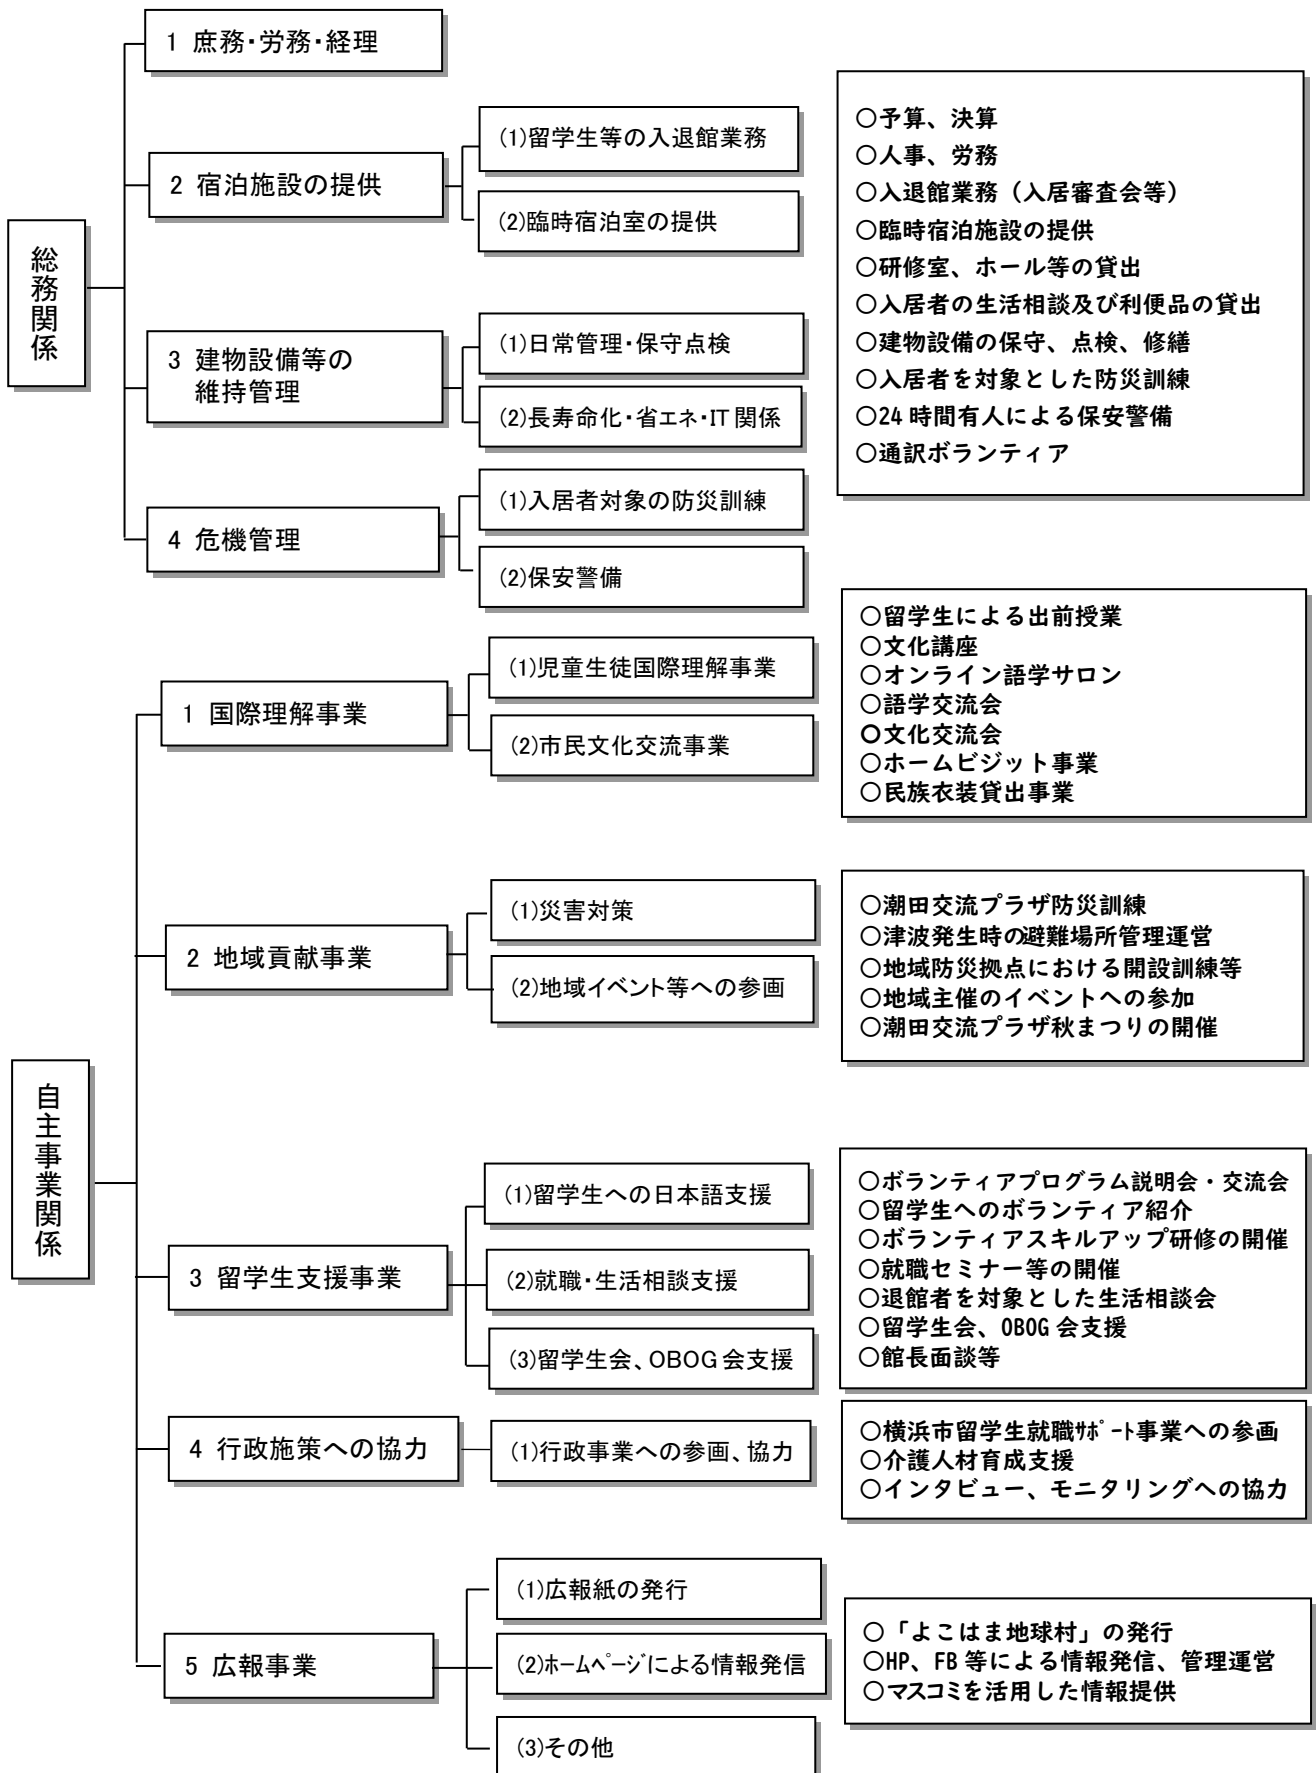 総務関係
1 庶務・労務・経理
2 宿泊施設の提供
(1)留学生等の入退館業務
(2)臨時宿泊室の提供
3 建物設備等の
維持管理
(1)日常管理・保守点検
(2)長寿命化・省エネ・IT関係
4 危機管理
(1)入居者対象の防災訓練
(2)保安警備
○予算、決算
○人事、労務
○入退館業務（入居審査会等）
○臨時宿泊施設の提供
○研修室、ホール等の貸出
○入居者の生活相談及び利便品の貸出
○建物設備の保守、点検、修繕
○入居者を対象とした防災訓練
○24時間有人による保安警備
○通訳ボランティア
自主事業関係
1 国際理解事業
(1)児童生徒国際理解事業
(2)市民文化交流事業
○留学生による出前授業
○文化講座
○オンライン語学サロン
○語学交流会
○文化交流会
○ホームビジット事業
○民族衣装貸出事業
2 地域貢献事業
(1)災害対策
(2)地域イベント等への参画
○潮田交流プラザ防災訓練
○津波発生時の避難場所管理運営
○地域防災拠点における開設訓練等
○地域主催のイベントへの参加
○潮田交流プラザ秋まつりの開催
3 留学生支援事業
(1)留学生への日本語支援
(2)就職・生活相談支援
(3)留学生会、OBOG会支援
○ボランティアプログラム説明会・交流会
○留学生へのボランティア紹介
○ボランティアスキルアップ研修の開催
○就職セミナー等の開催
○退館者を対象とした生活相談会
○留学生会、OBOG会支援
○館長面談等
4 行政施策への協力
(1)行政事業への参画、協力
○横浜市留学生就職ｻﾎﾟｰﾄ事業への参画
○介護人材育成支援
○インタビュー、モニタリングへの協力
5 広報事業
(1)広報紙の発行
(2)ﾎｰﾑﾍﾟｰｼﾞによる情報発信
(3)その他
○「よこはま地球村」の発行
○HP、FB等による情報発信、管理運営
○マスコミを活用した情報提供